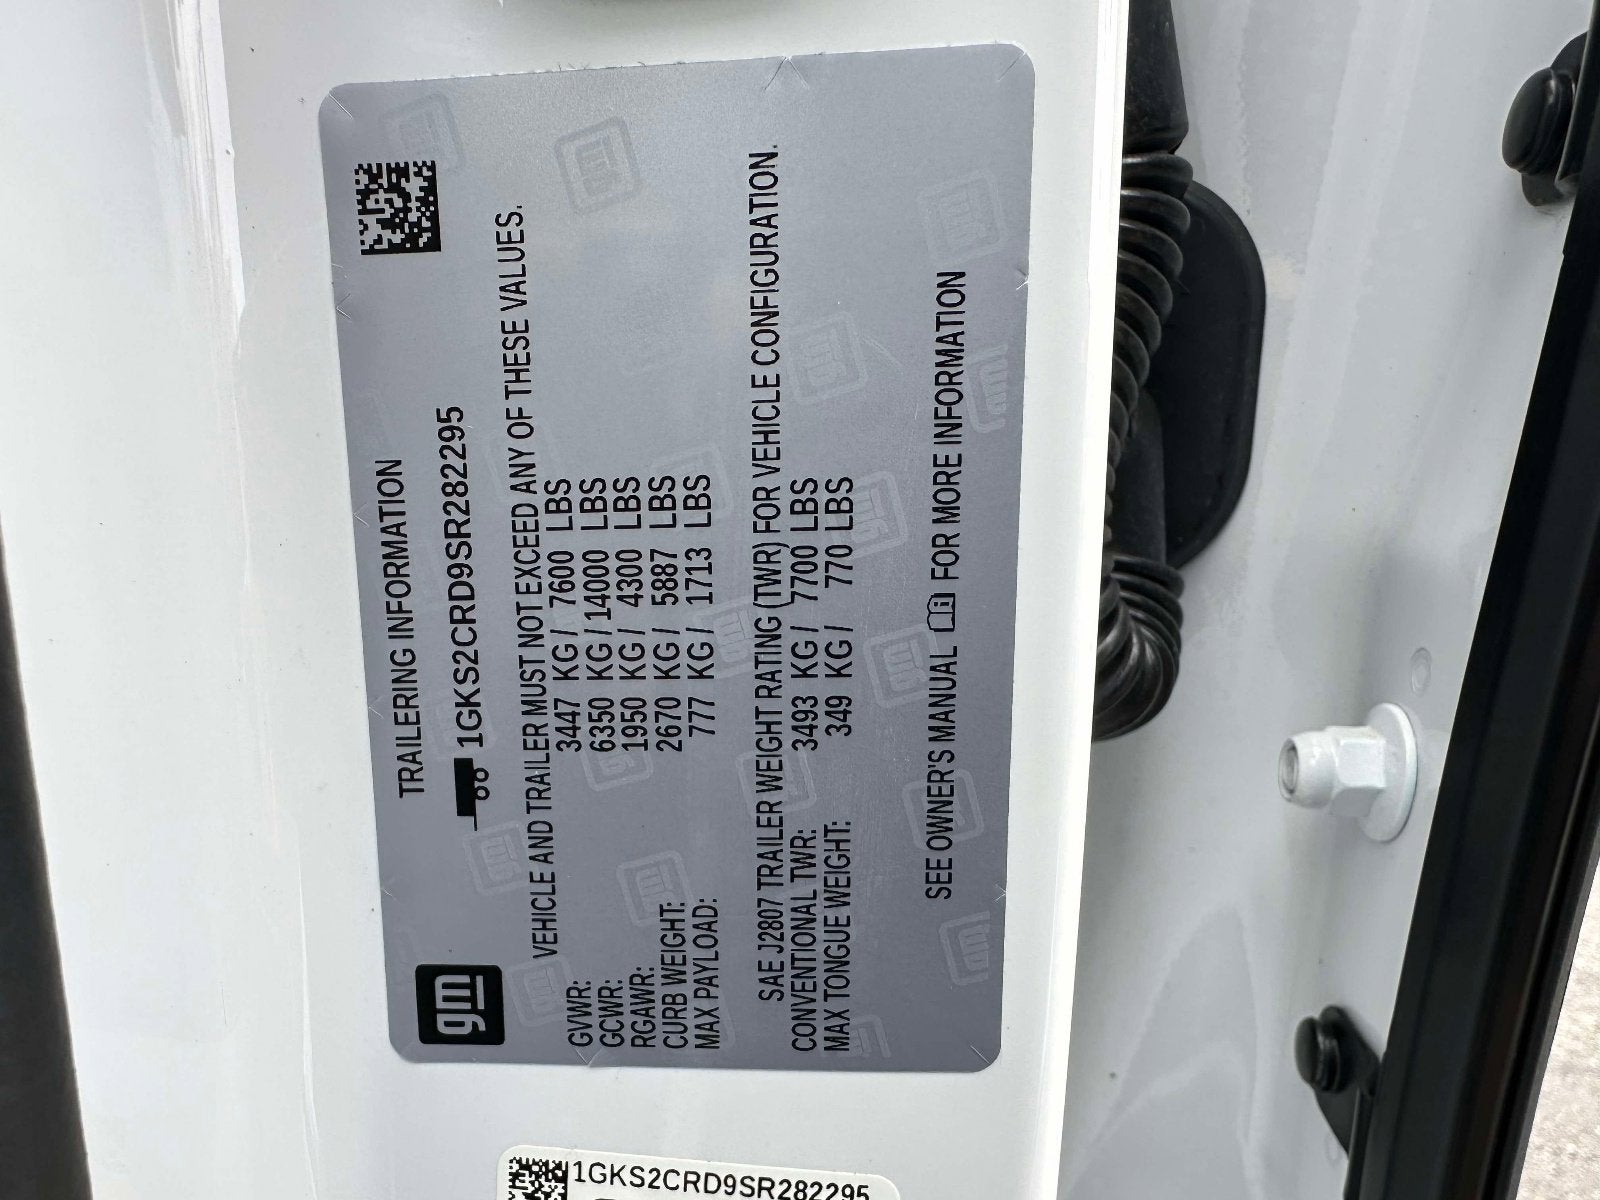 gm
TRAILERING INFORMATION
1GKS2CRD9SR282295
VEHICLE AND TRAILER MUST NOT EXCEED ANY OF THESE VALUES.
GVWR: 3447 KG / 7600 LBS
GCWR: 6350 KG / 14000 LBS
RGAWR: 1950 KG / 4300 LBS
CURB WEIGHT: 2670 KG / 5887 LBS
MAX PAYLOAD: 777 KG / 1713 LBS
SAE J2807 TRAILER WEIGHT RATING (TWR) FOR VEHICLE CONFIGURATION.
CONVENTIONAL TWR: 3493 KG / 7700 LBS
MAX TONGUE WEIGHT: 349 KG / 770 LBS
SEE OWNER'S MANUAL FOR MORE INFORMATION
1GKS2CRD9SR282295